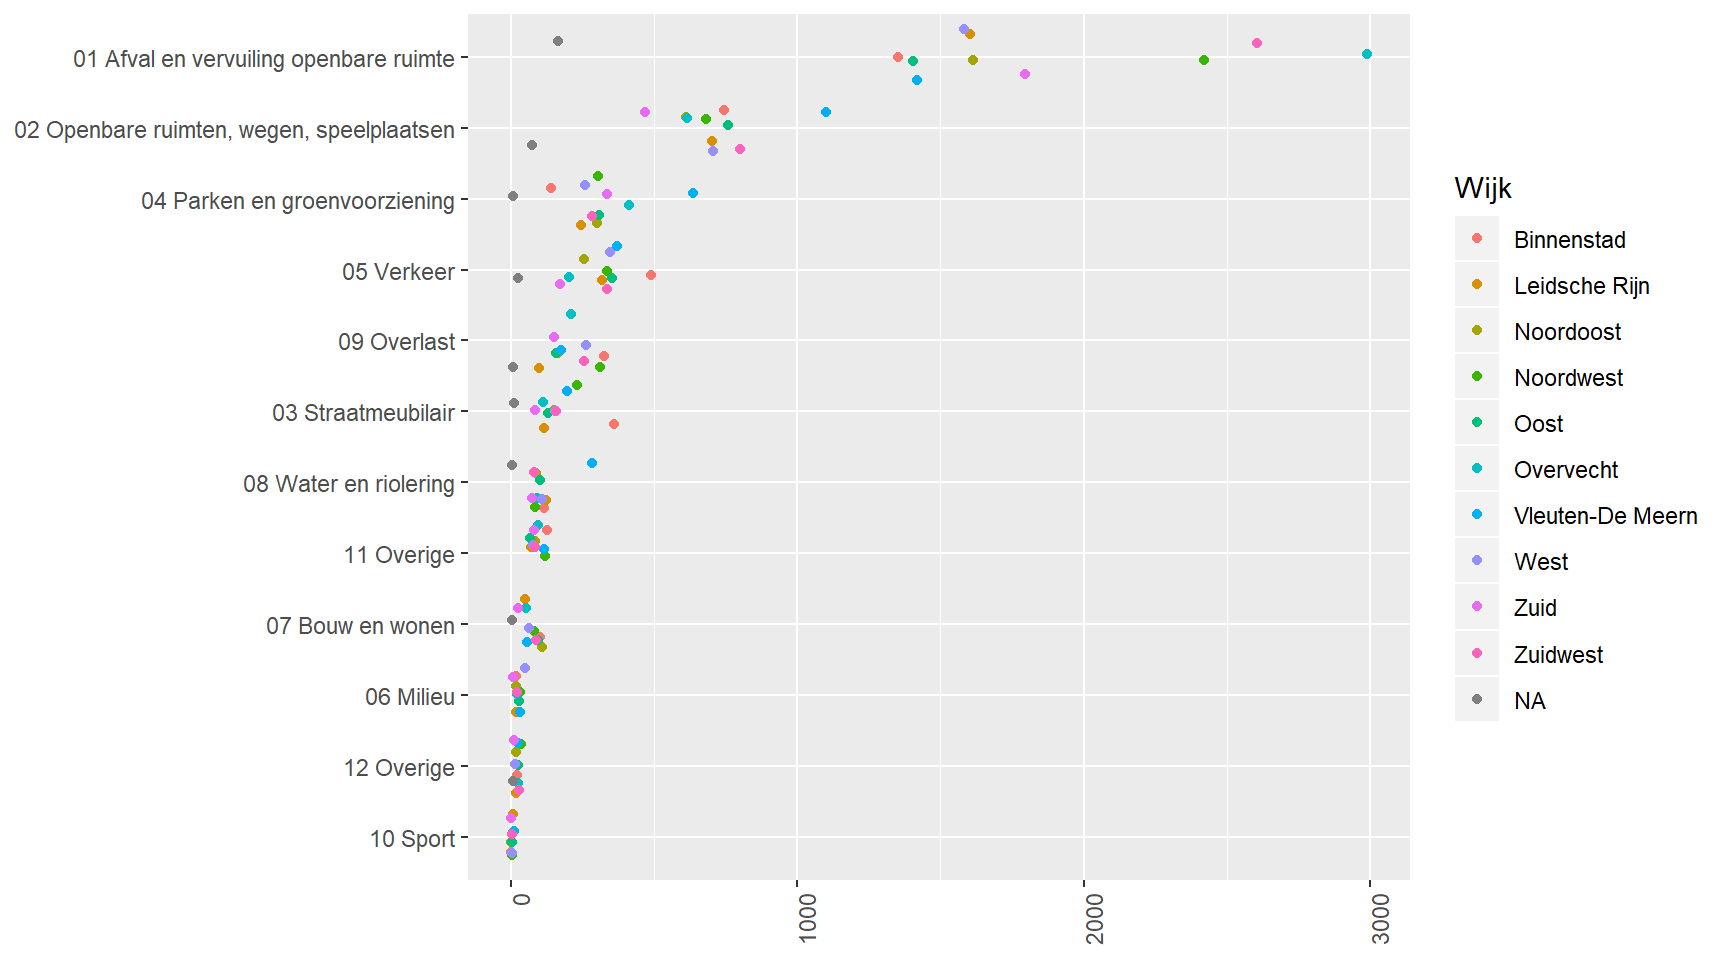 01 Afval en vervuiling openbare ruimte
02 Openbare ruimten, wegen, speelplaatsen
04 Parken en groenvoorziening
05 Verkeer
09 Overlast
03 Straatmeubilair
08 Water en riolering
11 Overige
07 Bouw en wonen
06 Milieu
12 Overige
10 Sport
0
1000
2000
3000
Wijk
Binnenstad
Leidsche Rijn
Noordoost
Noordwest
Oost
Overvecht
Vleuten-De Meern
West
Zuid
Zuidwest
NA